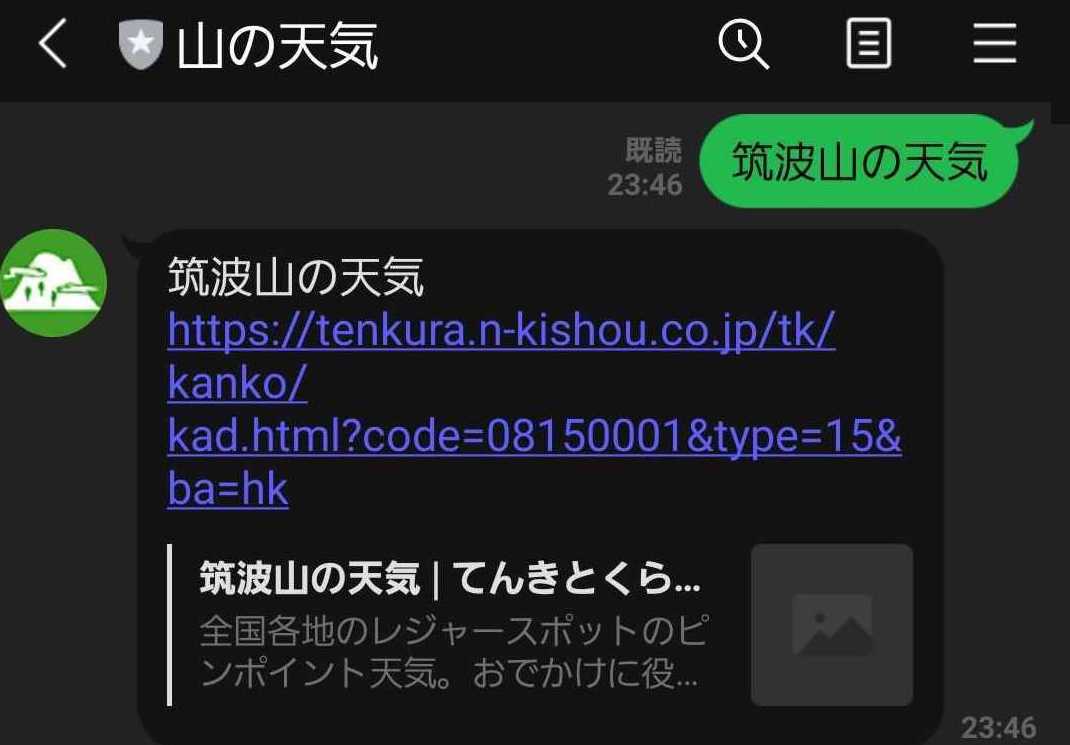 山の天気
既読
23:46
筑波山の天気
筑波山の天気
https://tenkura.n-kishou.co.jp/tk/
kanko/
kad.html?code=08150001&type=15&
ba=hk
筑波山の天気 | てんきとくら...
全国各地のレジャースポットのピ
ンポイント天気。おでかけに役...
23:46